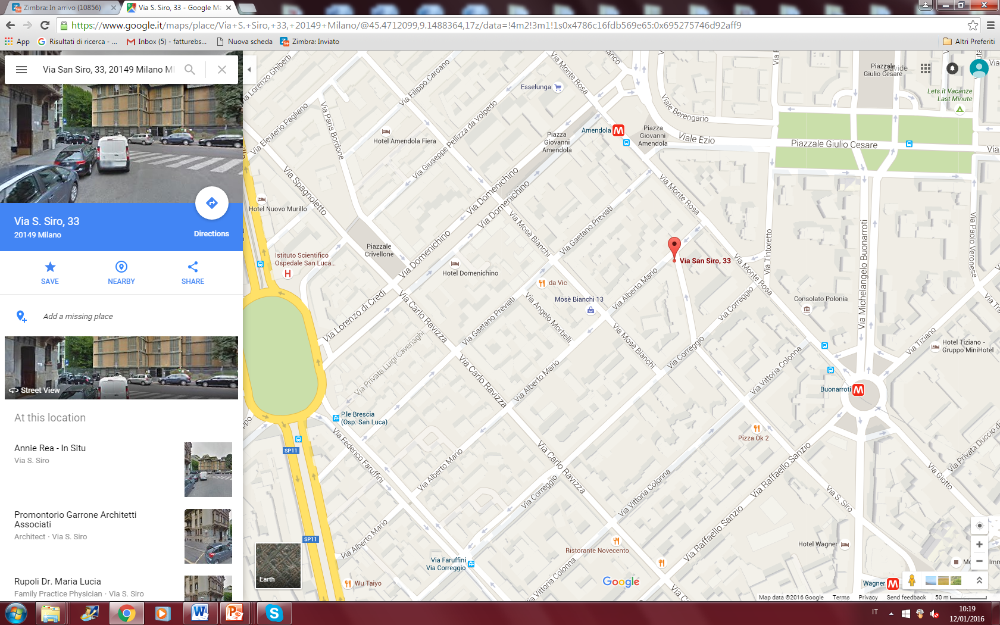 Zimbra: In arrivo (10856)
Via S. Siro, 33 - Google Ma
https://www.google.it/maps/place/Via+S.+Siro,+33,+20149+Milano/@45.4712099,9.1488364,17z/data=!4m2!3m1!1s0x4786c16fdb569e65:0x695275746d92aff9
App
Risultati di ricerca - ...
Inbox (5) - fatturebs...
Nuova scheda
Zimbra: Inviato
Altri Preferiti
Via San Siro, 33, 20149 Milano MI
Via S. Siro, 33
20149 Milano
Directions
SAVE
NEARBY
SHARE
Add a missing place
Street View
At this location
Annie Rea - In Situ
Via S. Siro
Promontorio Garrone Architetti
Associati
Architect · Via S. Siro
Rupoli Dr. Maria Lucia
Family Practice Physician · Via S. Siro
Via Lorenzo Ghiberti
Via Filippo Carcano
Esselunga
Via Monte Rosa
Viale Berengario
Piazzale
Giulio Cesare
Davide
Lets.it Vacanze
Last Minute
Via Eleuterio Pagliano
Via Paris Bordone
Hotel Amendola Fiera
Via Giuseppe Pellizza da Volpedo
Piazza
Giovanni
Amendola
Amendola
M
Piazza
Giovanni
Amendola
Viale Ezio
Piazzale Giulio Cesare
Via Spagnoletto
Hotel Nuovo Murillo
Via Domenichino
Via Domenichino
Via Mosè Bianchi
Via Gaetano Previati
Via Monte Rosa
Via Tintoretto
Via Michelangelo Buonarroti
Via Paolo Veronese
Piazzale
Crivellone
Istituto Scientifico
Ospedale San Luca...
H
Via Domenichino
Hotel Domenichino
da Vic
Via San Siro, 33
Via Monte Rosa
Mosè Bianchi 13
Via Alberto Mario
Via Correggio
Consolato Polonia
Via Michelangelo Buonarroti
Via Lorenzo di Credi
Via Carlo Ravizza
Via Gaetano Previati
Via Angelo Morbelli
Via Mosè Bianchi
Via Correggio
Via Tiziano
Hotel Tiziano -
Gruppo MiniHotel
Via Privata Luigi Cavenaghi
Via Carlo Ravizza
Via Alberto Mario
Via Vittoria Colonna
Buonarroti
M
P.le Brescia
(Osp. San Luca)
Pizza Ok 2
SP11
Via Federico Faruffini
Via Alberto Mario
Via Carlo Ravizza
Via Correggio
Via Vittoria Colonna
Via Raffaello Sanzio
Via S. Siro
Via Giotto
Via Privata Duccio di
SP11
Via Alberto Mario
Via Faruffini
Via Correggio
Ristorante Novecento
Via Raffaello Sanzio
Hotel Wagner
Wu Taiyo
Via Vittoria Colonna
Wagner
M
Earth
Google
Map data ©2016 Google
Terms
Privacy
Send feedback
50 m
IT
10:19
12/01/2016